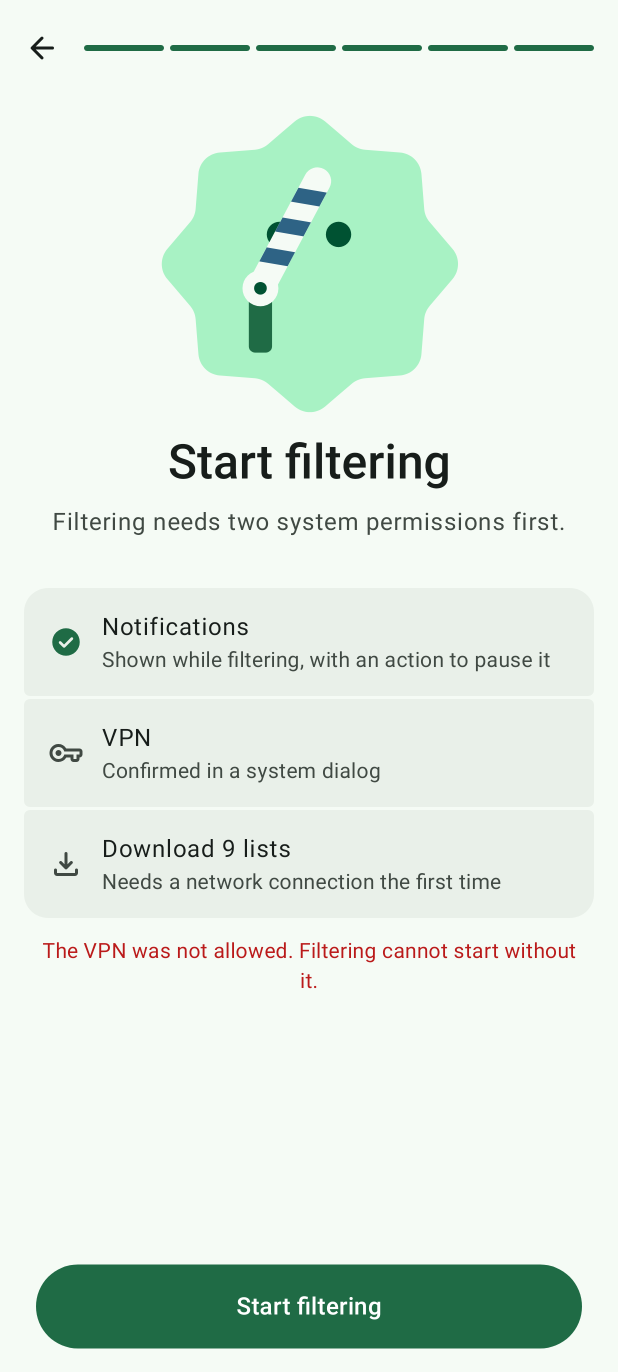 Start filtering
Filtering needs two system permissions first.
Notifications
Shown while filtering, with an action to pause it
VPN
Confirmed in a system dialog
Download 9 lists
Needs a network connection the first time
The VPN was not allowed. Filtering cannot start without
it.
Start filtering